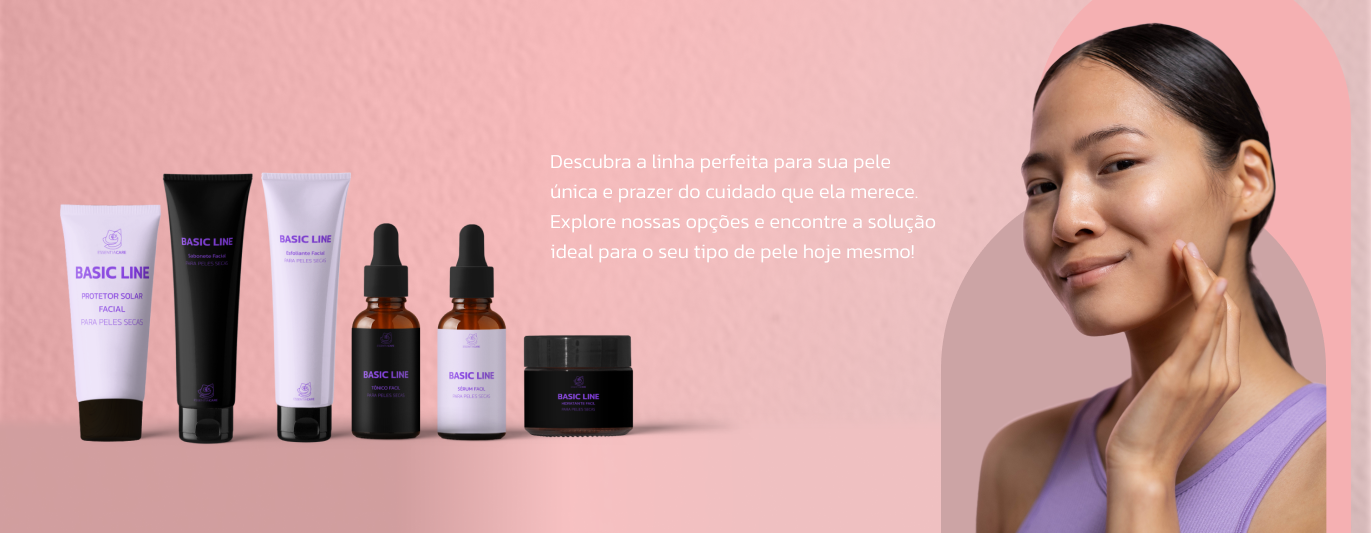 Descubra a linha perfeita para sua pele
única e prazer do cuidado que ela merece.
Explore nossas opções e encontre a solução
ideal para o seu tipo de pele hoje mesmo!
BASIC LINE
PROTETOR SOLAR
FACIAL
PARA PELES SECAS
BASIC LINE
Sabonete Facial
PARA PELES SECAS
BASIC LINE
Esfoliante Facial
PARA PELES SECAS
BASIC LINE
TÔNICO FACIL
PARA PELES SECAS
BASIC LINE
SÉRUM FACIL
PARA PELES SECAS
BASIC LINE
PARA PELES SECAS